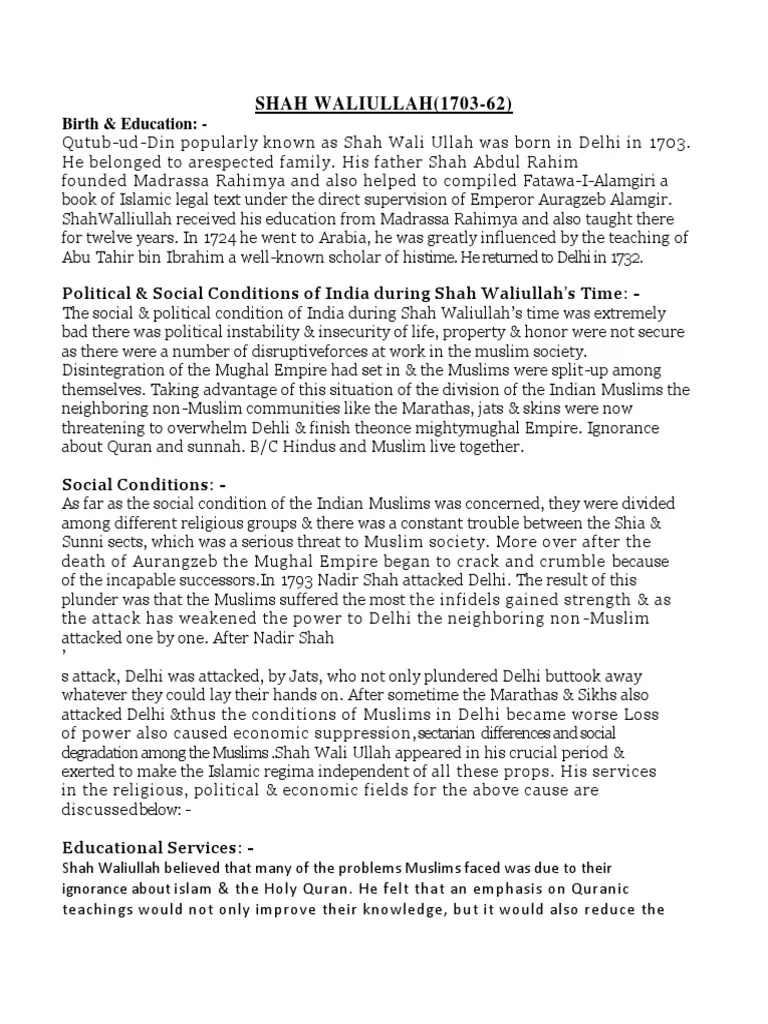 SHAH WALIULLAH(1703-62)
Birth & Education: -
Qutub-ud-Din popularly known as Shah Wali Ullah was born in Delhi in 1703.
He belonged to arespected family. His father Shah Abdul Rahim
founded Madrassa Rahimya and also helped to compiled Fatawa-I-Alamgiri a
book of Islamic legal text under the direct supervision of Emperor Auragzeb Alamgir.
ShahWalliullah received his education from Madrassa Rahimya and also taught there
for twelve years. In 1724 he went to Arabia, he was greatly influenced by the teaching of
Abu Tahir bin Ibrahim a well-known scholar of histime. He returned to Delhi in 1732.
Political & Social Conditions of India during Shah Waliullah's Time: -
The social & political condition of India during Shah Waliullah's time was extremely
bad there was political instability & insecurity of life, property & honor were not secure
as there were a number of disruptiveforces at work in the muslim society.
Disintegration of the Mughal Empire had set in & the Muslims were split-up among
themselves. Taking advantage of this situation of the division of the Indian Muslims the
neighboring non-Muslim communities like the Marathas, jats & skins were now
threatening to overwhelm Dehli & finish theonce mightymughal Empire. Ignorance
about Quran and sunnah. B/C Hindus and Muslim live together.
Social Conditions: -
As far as the social condition of the Indian Muslims was concerned, they were divided
among different religious groups & there was a constant trouble between the Shia &
Sunni sects, which was a serious threat to Muslim society. More over after the
death of Aurangzeb the Mughal Empire began to crack and crumble because
of the incapable successors.In 1793 Nadir Shah attacked Delhi. The result of this
plunder was that the Muslims suffered the most the infidels gained strength & as
the attack has weakened the power to Delhi the neighboring non-Muslim
attacked one by one. After Nadir Shah
’
s attack, Delhi was attacked, by Jats, who not only plundered Delhi buttook away
whatever they could lay their hands on. After sometime the Marathas & Sikhs also
attacked Delhi &thus the conditions of Muslims in Delhi became worse Loss
of power also caused economic suppression, sectarian differences and social
degradation among the Muslims .Shah Wali Ullah appeared in his crucial period &
exerted to make the Islamic regima independent of all these props. His services
in the religious, political & economic fields for the above cause are
discussedbelow: -
Educational Services: -
Shah Waliullah believed that many of the problems Muslims faced was due to their
ignorance about islam & the Holy Quran. He felt that an emphasis on Quranic
teachings would not only improve their knowledge, but it would also reduce the